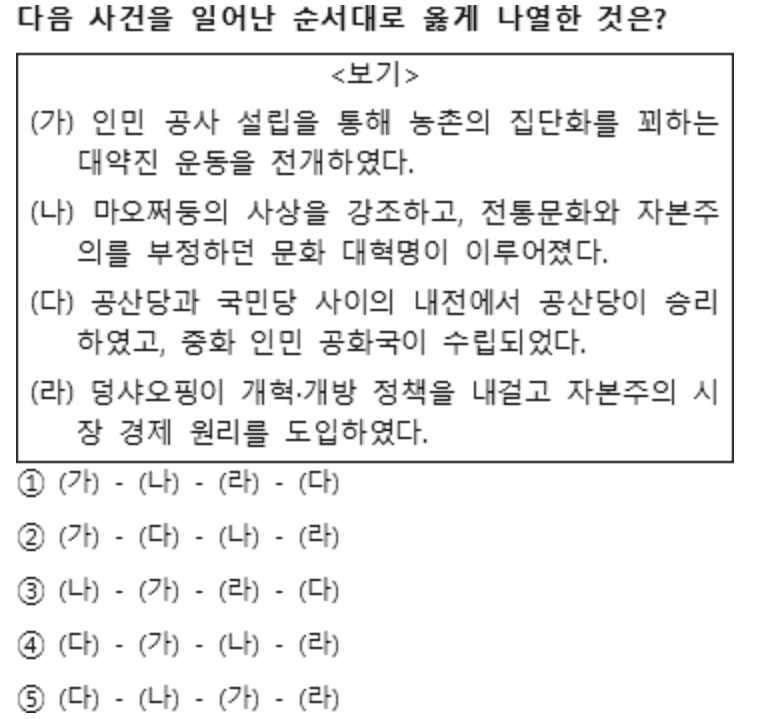 다음 사건을 일어난 순서대로 옳게 나열한 것은?
<보기>
(가) 인민 공사 설립을 통해 농촌의 집단화를 꾀하는
대약진 운동을 전개하였다.
(나) 마오쩌둥의 사상을 강조하고, 전통문화와 자본주
의를 부정하던 문화 대혁명이 이루어졌다.
(다) 공산당과 국민당 사이의 내전에서 공산당이 승리
하였고, 중화 인민 공화국이 수립되었다.
(라) 덩샤오핑이 개혁·개방 정책을 내걸고 자본주의 시
장 경제 원리를 도입하였다.
① (가) - (나) - (라) - (다)
② (가) - (다) - (나) - (라)
③ (나) - (가) - (라) - (다)
④ (다) - (가) - (나) - (라)
⑤ (다) - (나) - (가) - (라)